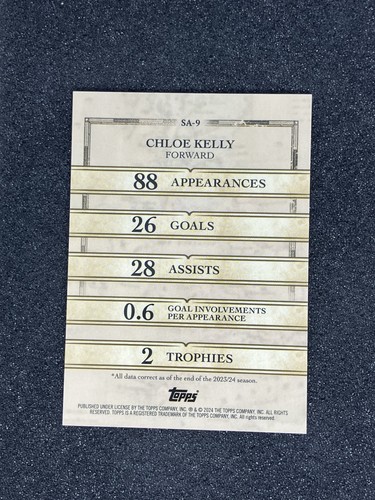 SA-9
CHLOE KELLY
FORWARD
88 APPEARANCES
26 GOALS
28 ASSISTS
0.6 GOAL INVOLVEMENTS
PER APPEARANCE
2 TROPHIES
*All data correct as of the end of the 2023/24 season.
Topps
PUBLISHED UNDER LICENSE BY THE TOPPS COMPANY, INC. ® & © 2024 THE TOPPS COMPANY, INC. ALL RIGHTS
RESERVED. TOPPS IS A REGISTERED TRADEMARK OF THE TOPPS COMPANY, INC. All rights reserved.